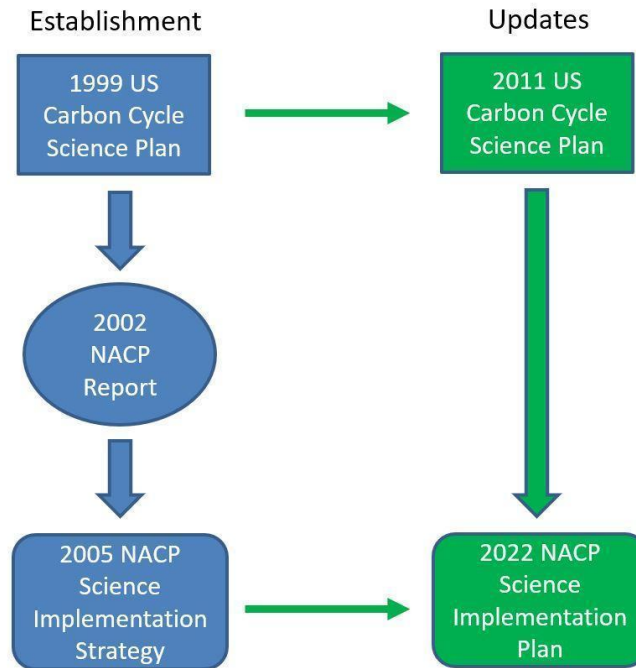 Establishment
Updates
1999 US
Carbon Cycle
Science Plan
2011 US
Carbon Cycle
Science Plan
2002
NACP
Report
2005 NACP
Science
Implementation
Strategy
2022 NACP
Science
Implementation
Plan